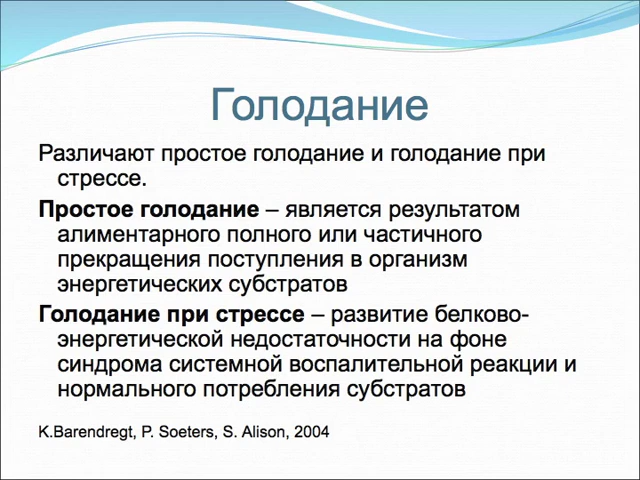 Голодание
Различают простое голодание и голодание при
стрессе.
Простое голодание – является результатом
алиментарного полного или частичного
прекращения поступления в организм
энергетических субстратов
Голодание при стрессе – развитие белково-
энергетической недостаточности на фоне
синдрома системной воспалительной реакции и
нормального потребления субстратов
K.Barendregt, P. Soeters, S. Alison, 2004